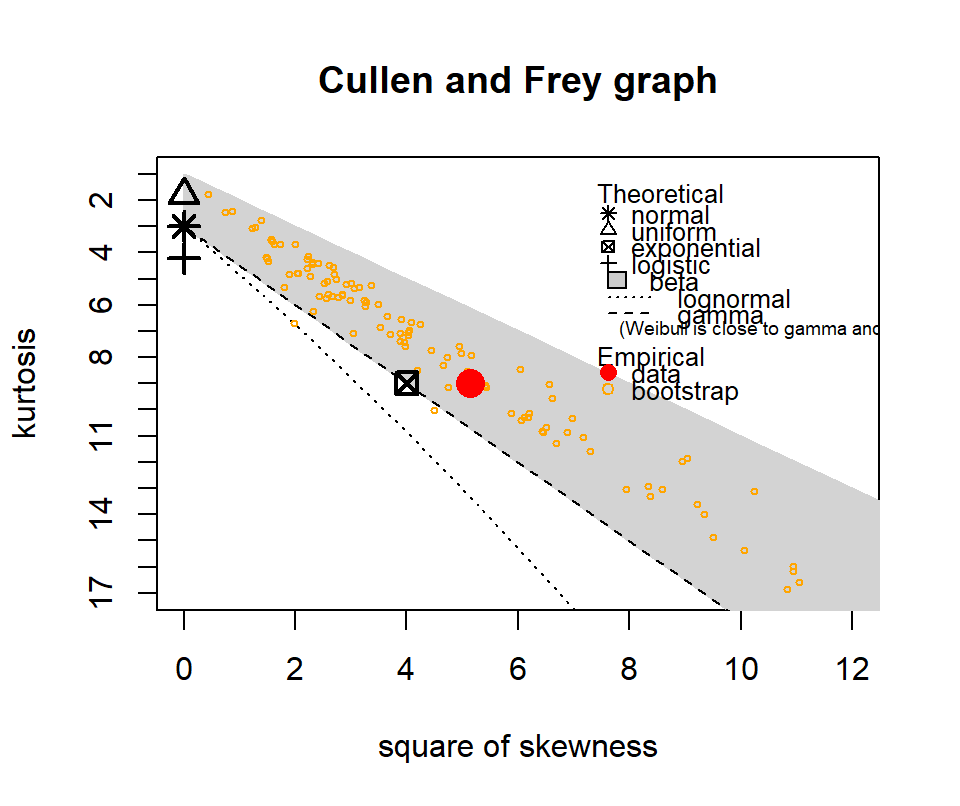 Cullen and Frey graph
kurtosis
2
4
6
8
11
14
17
Theoretical
normal
uniform
exponential
logistic
beta
lognormal
gamma
(Weibull is close to gamma and
Empirical
data
bootstrap
0 2 4 6 8 10 12
square of skewness